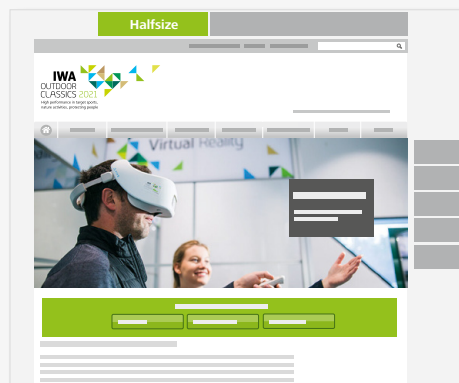 Halfsize
IWA
OUTDOOR
CLASSICS 2021
High performance in target sports,
nature activities, protecting people
Virtual Reality